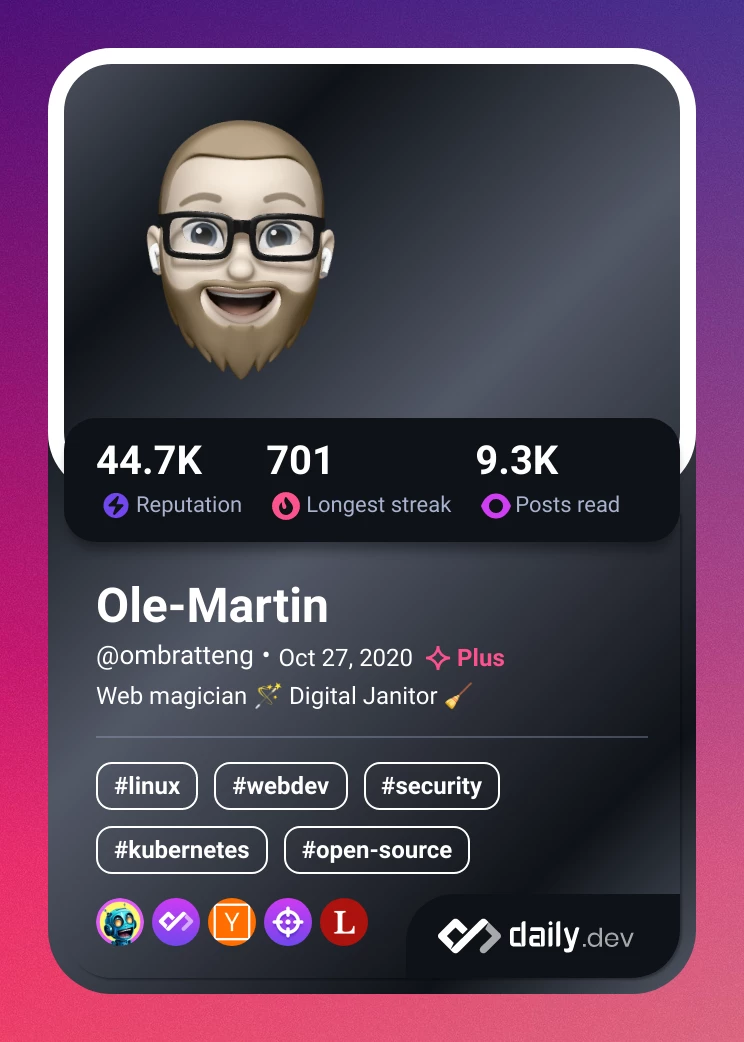 44.7K 701 9.3K
Reputation Longest streak Posts read
Ole-Martin
@ombratteng • Oct 27, 2020 Plus
Web magician 🪄 Digital Janitor 🧹
#linux #webdev #security
#kubernetes #open-source
Y L
daily.dev